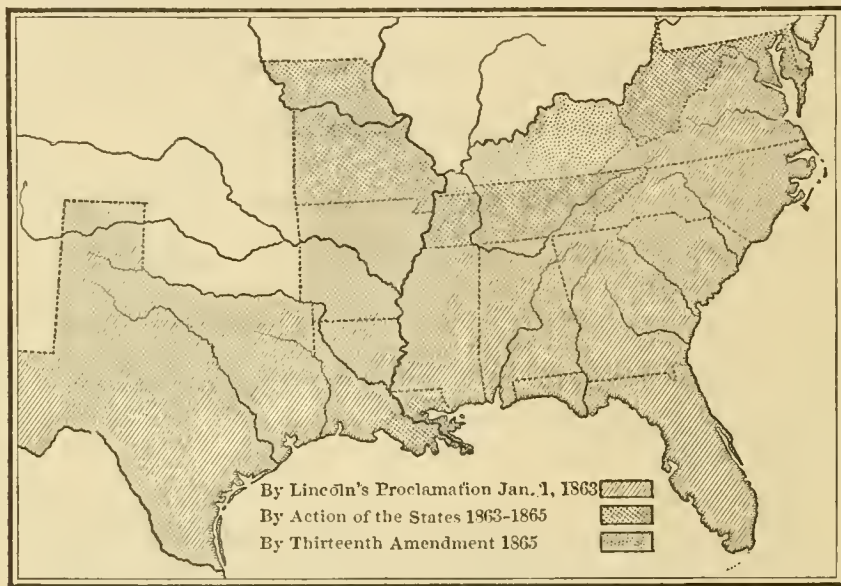 By Lincoln's Proclamation Jan. 1, 1863
By Action of the States 1863-1865
By Thirteenth Amendment 1865